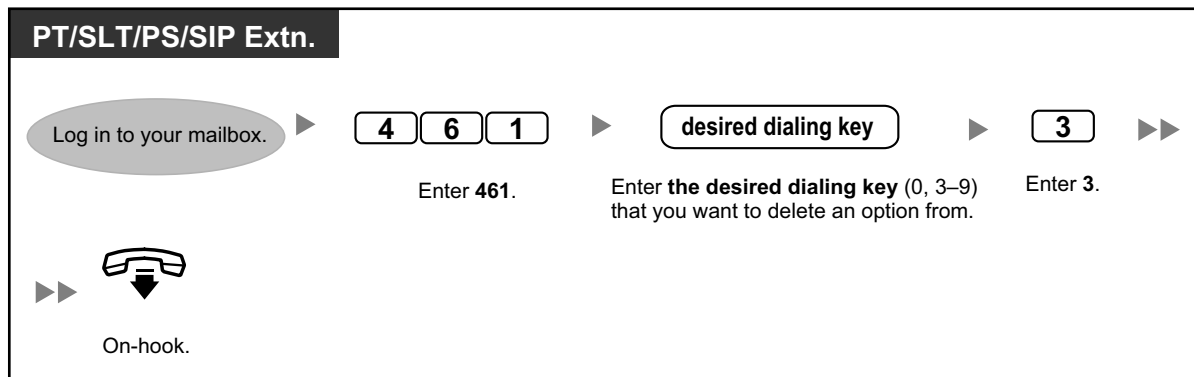 PT/SLT/PS/SIP Extn.
Log in to your mailbox.
4 6 1
desired dialing key
3
Enter 461.
Enter the desired dialing key (0, 3–9)
that you want to delete an option from.
Enter 3.
On-hook.